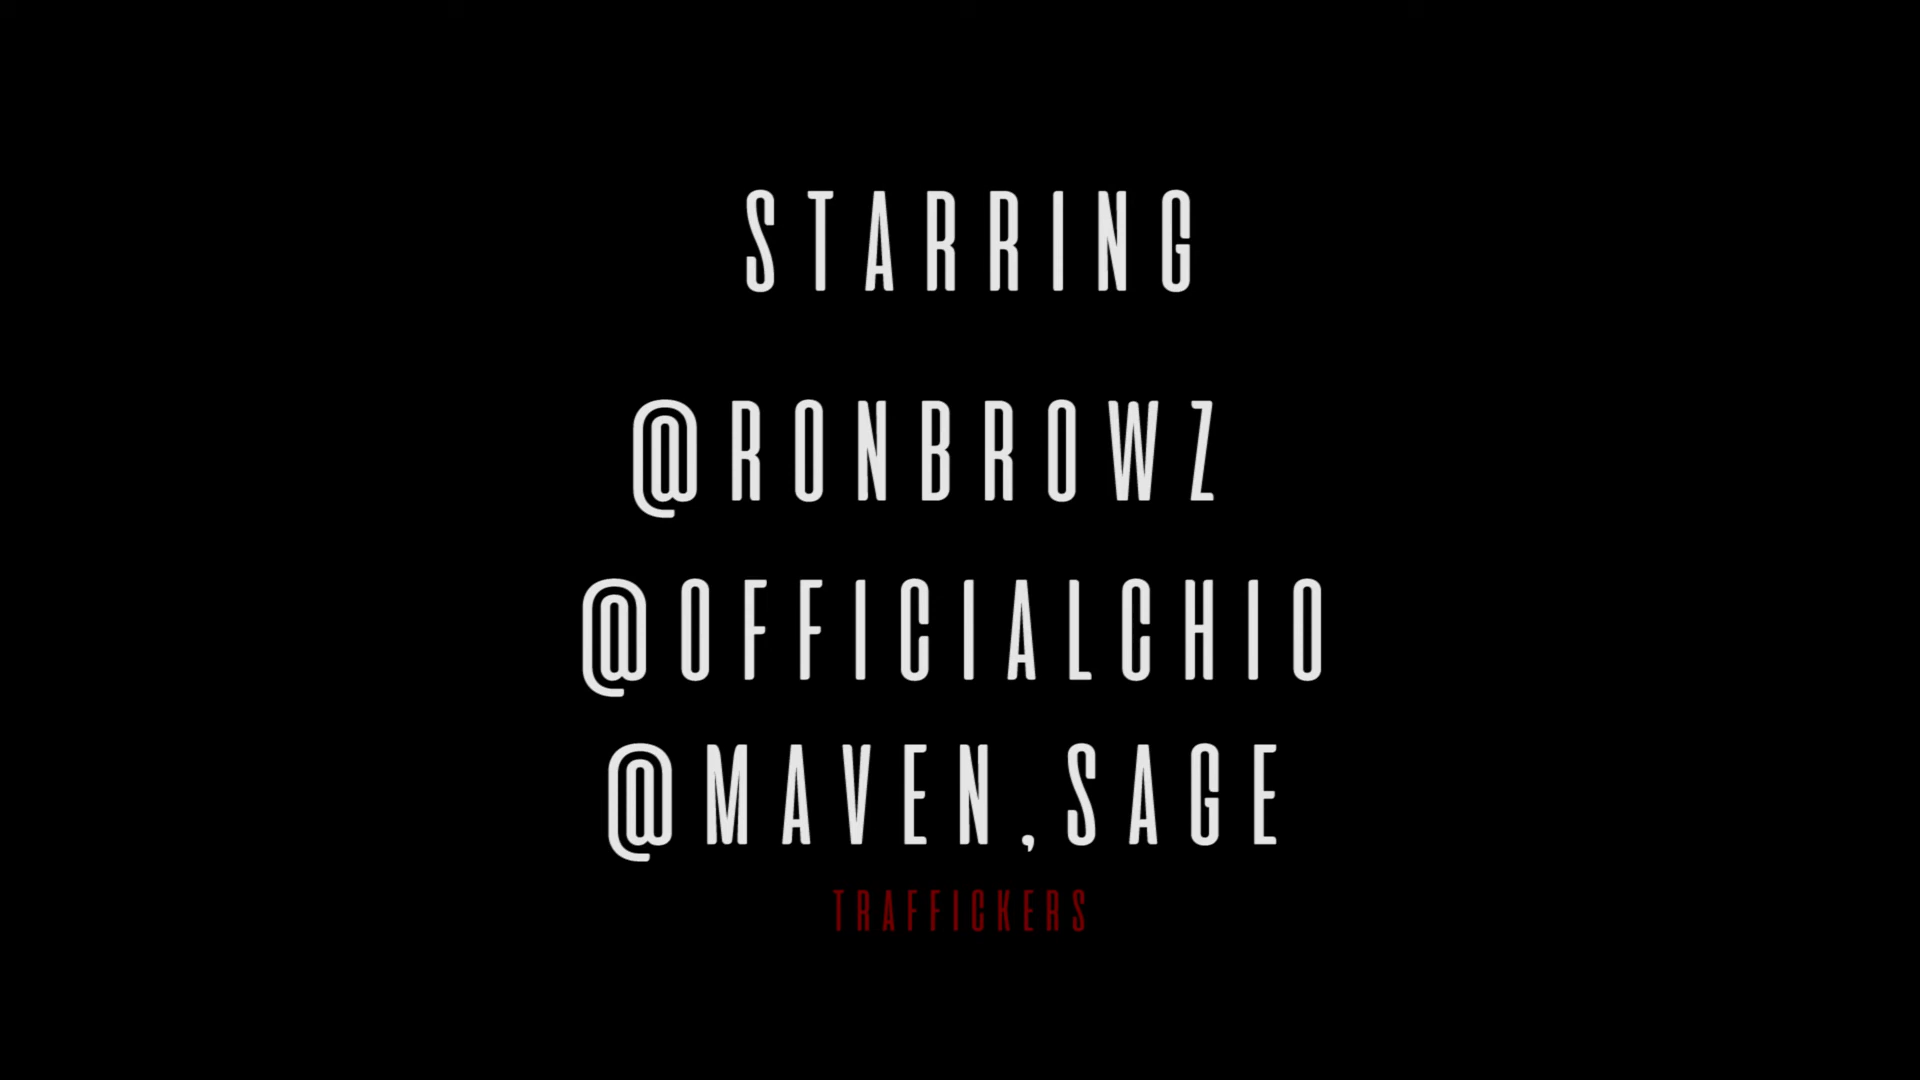 STARRING
@RONBROWZ
@OFFICIALCHIO
@MAVEN,SAGE
TRAFFICKERS